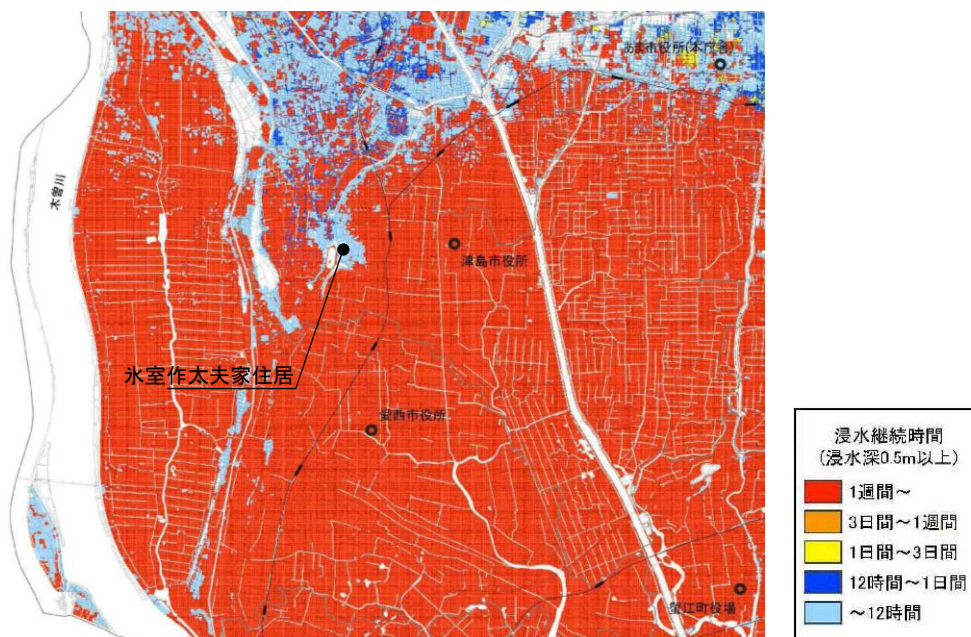 あま市役所(本庁舎)
木曽川
津島市役所
氷室作太夫家住居
愛西市役所
蟹江町役場
浸水継続時間
(浸水深0.5m以上)
1週間～
3日間～1週間
1日間～3日間
12時間～1日間
～12時間